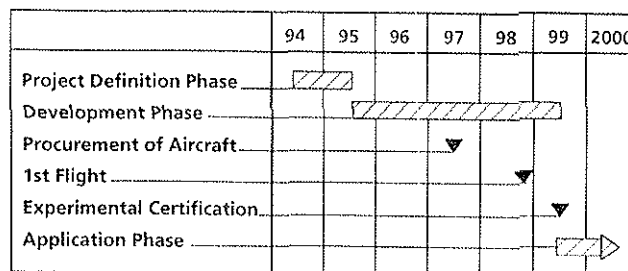 94 95 96 97 98 99 2000
Project Definition Phase
Development Phase
Procurement of Aircraft
1st Flight
Experimental Certification
Application Phase